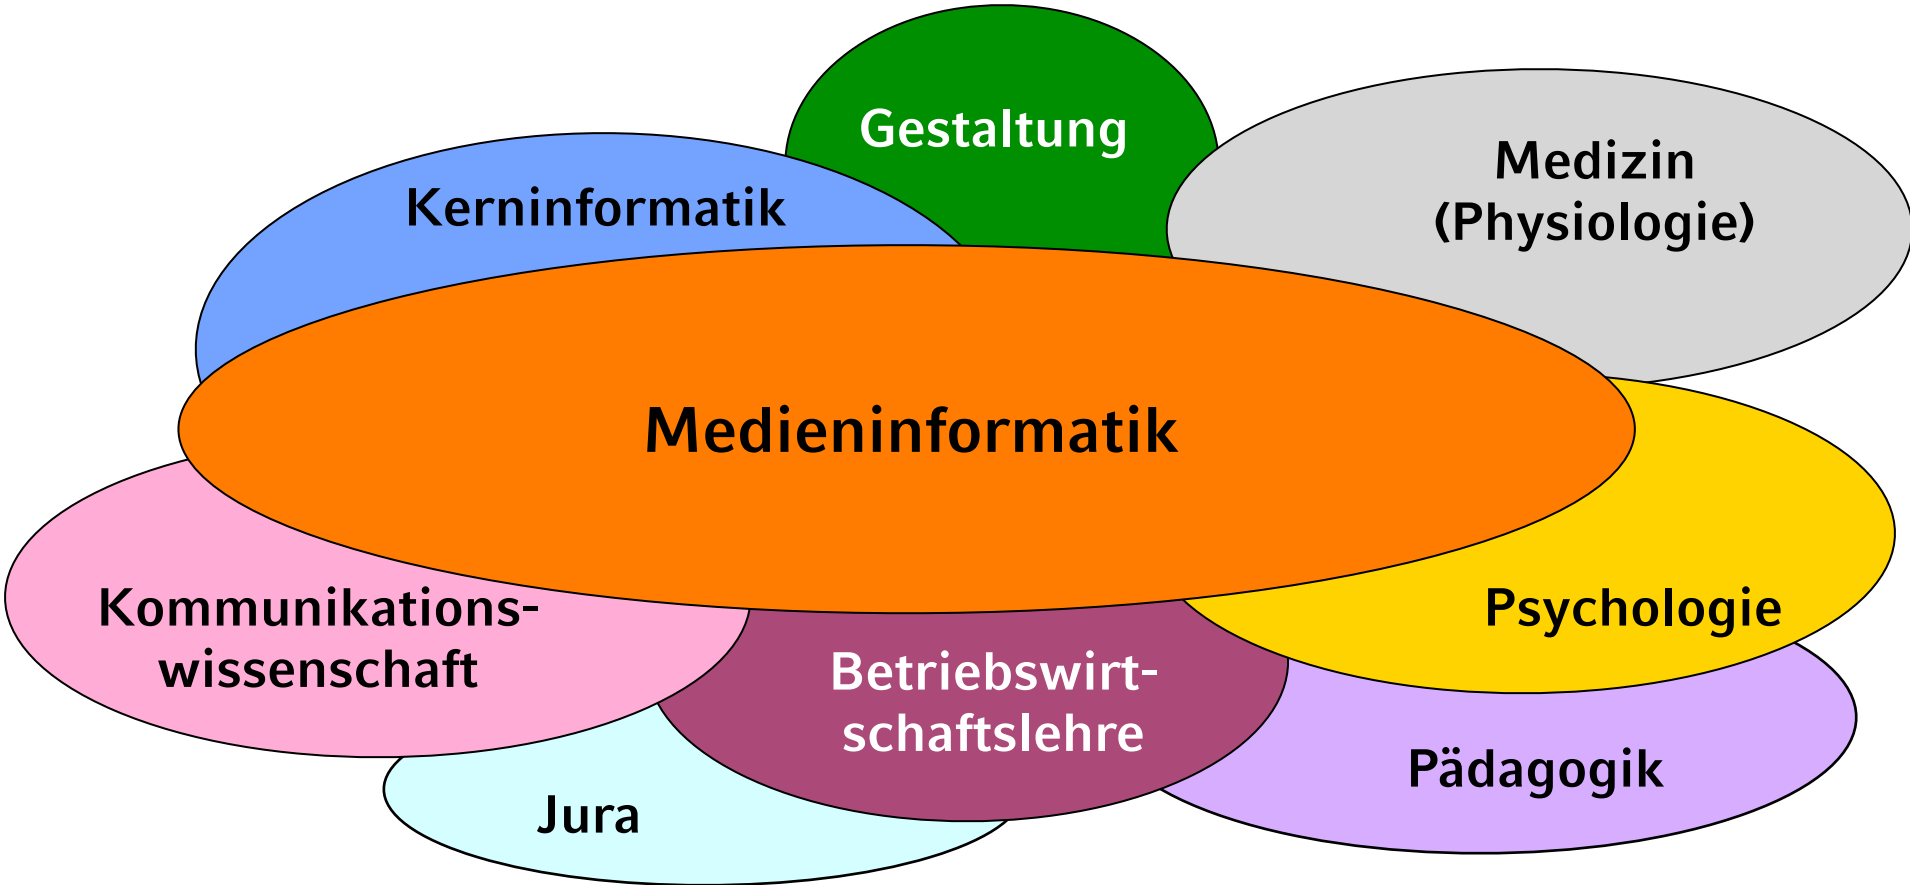 Gestaltung
Medizin
(Physiologie)
Kerninformatik
Medieninformatik
Kommunikations-
wissenschaft
Betriebswirt-
schaftslehre
Psychologie
Pädagogik
Jura